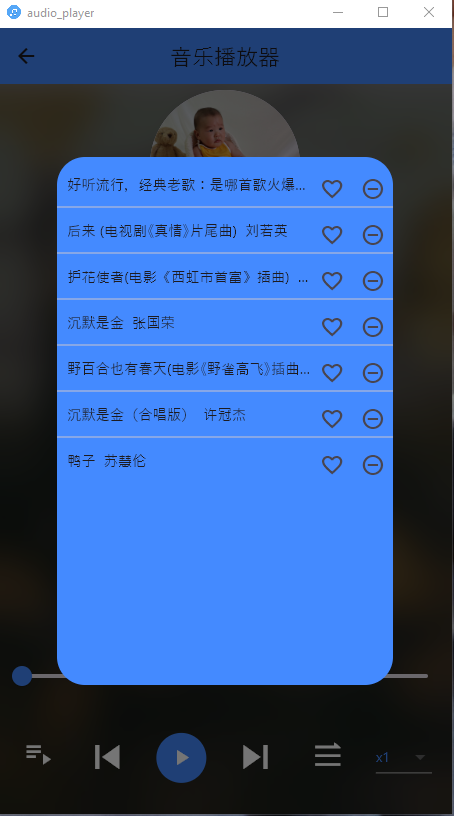 audio_player
音乐播放器
好听流行，经典老歌：是哪首歌火爆...
后来 (电视剧《真情》片尾曲) 刘若英
护花使者(电影《西虹市首富》插曲) ...
沉默是金 张国荣
野百合也有春天(电影《野雀高飞》插曲...
沉默是金（合唱版） 许冠杰
鸭子 苏慧伦
x1